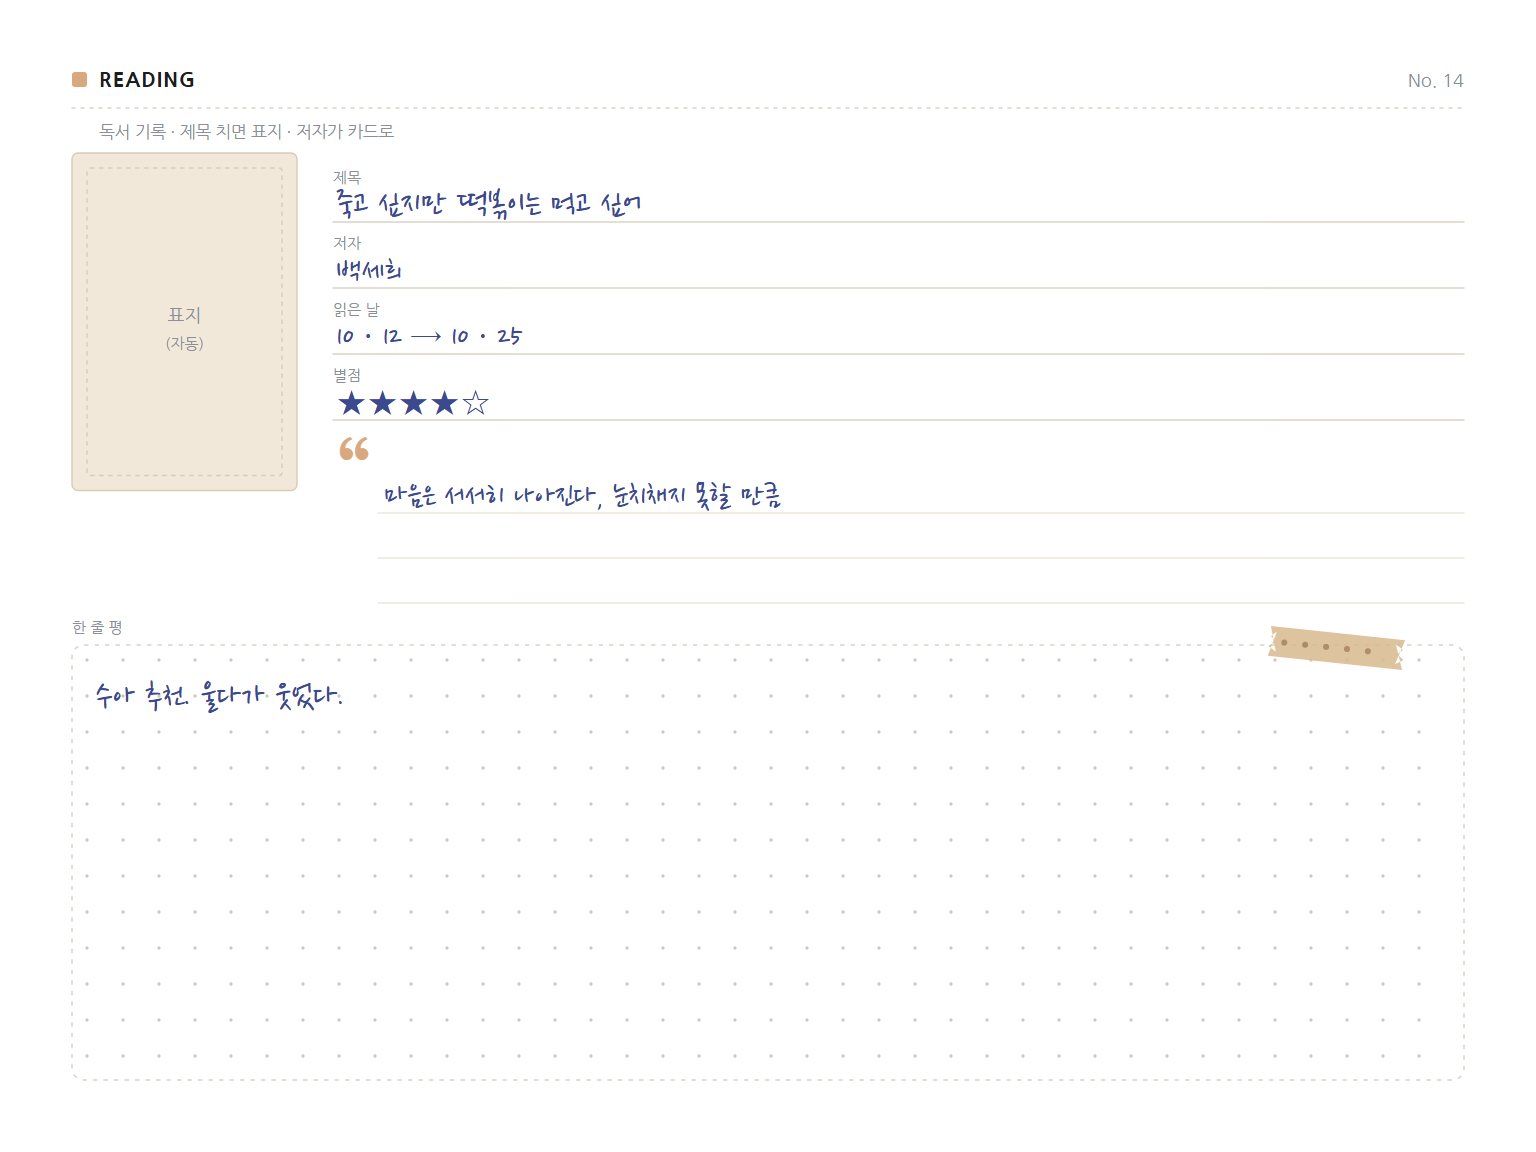 READING
No. 14
독서 기록 · 제목 치면 표지 · 저자가 카드로
표지
(자동)
제목
죽고 싶지만 떡볶이는 먹고 싶어
저자
백세희
읽은 날
10 · 12 → 10 · 25
별점
★★★★☆
“
마음은 서서히 나아진다, 눈치채지 못할 만큼
한 줄 평
수아 추천. 울다가 웃었다.